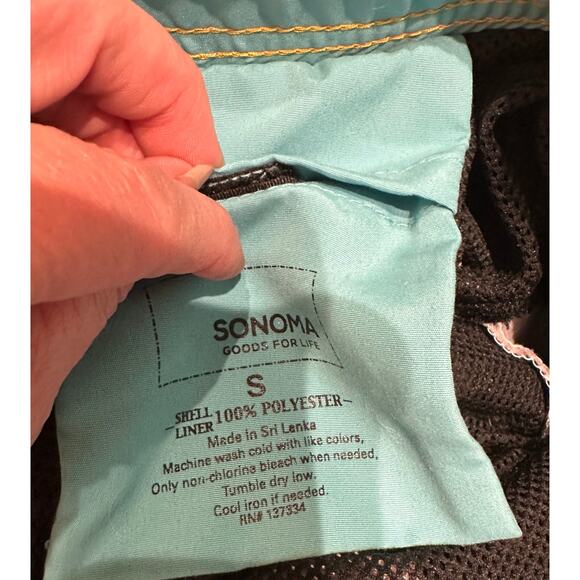 SONOMA
GOODS FOR LIFE
S
SHELL
LINER 100% POLYESTER
Made in Sri Lanka
Machine wash cold with like colors,
Only non-chlorine bleach when needed,
Tumble dry low.
Cool iron if needed.
RN# 137334